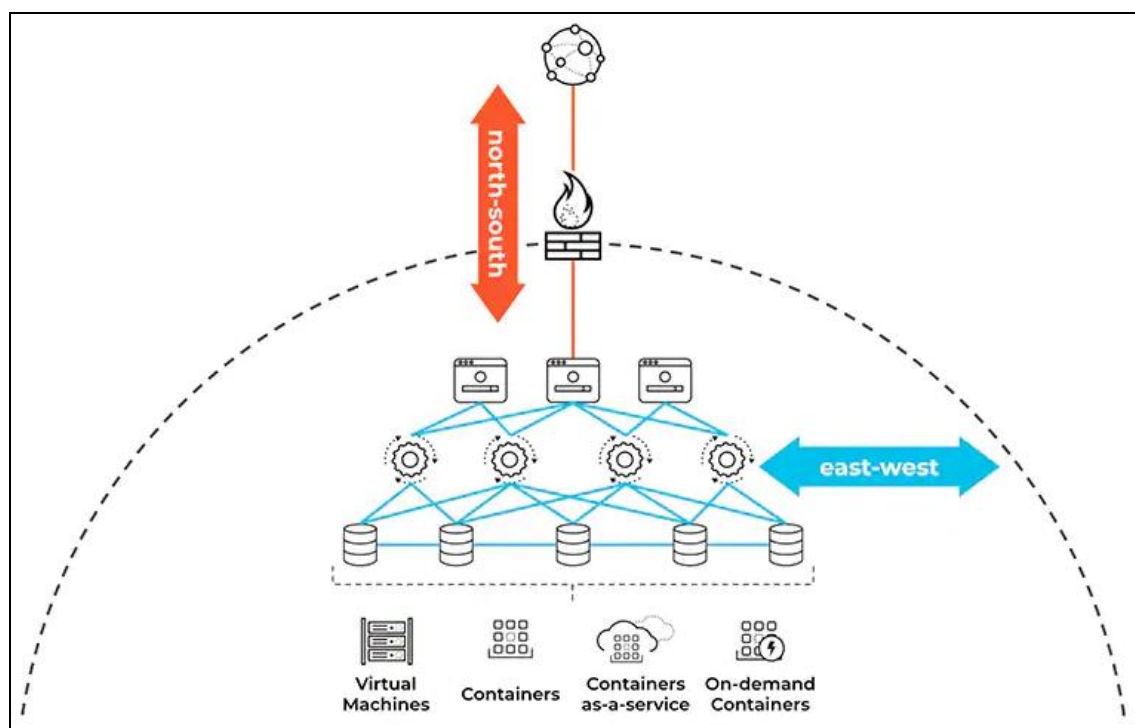 north-south
east-west
Virtual
Machines
Containers
Containers
as-a-service
On-demand
Containers